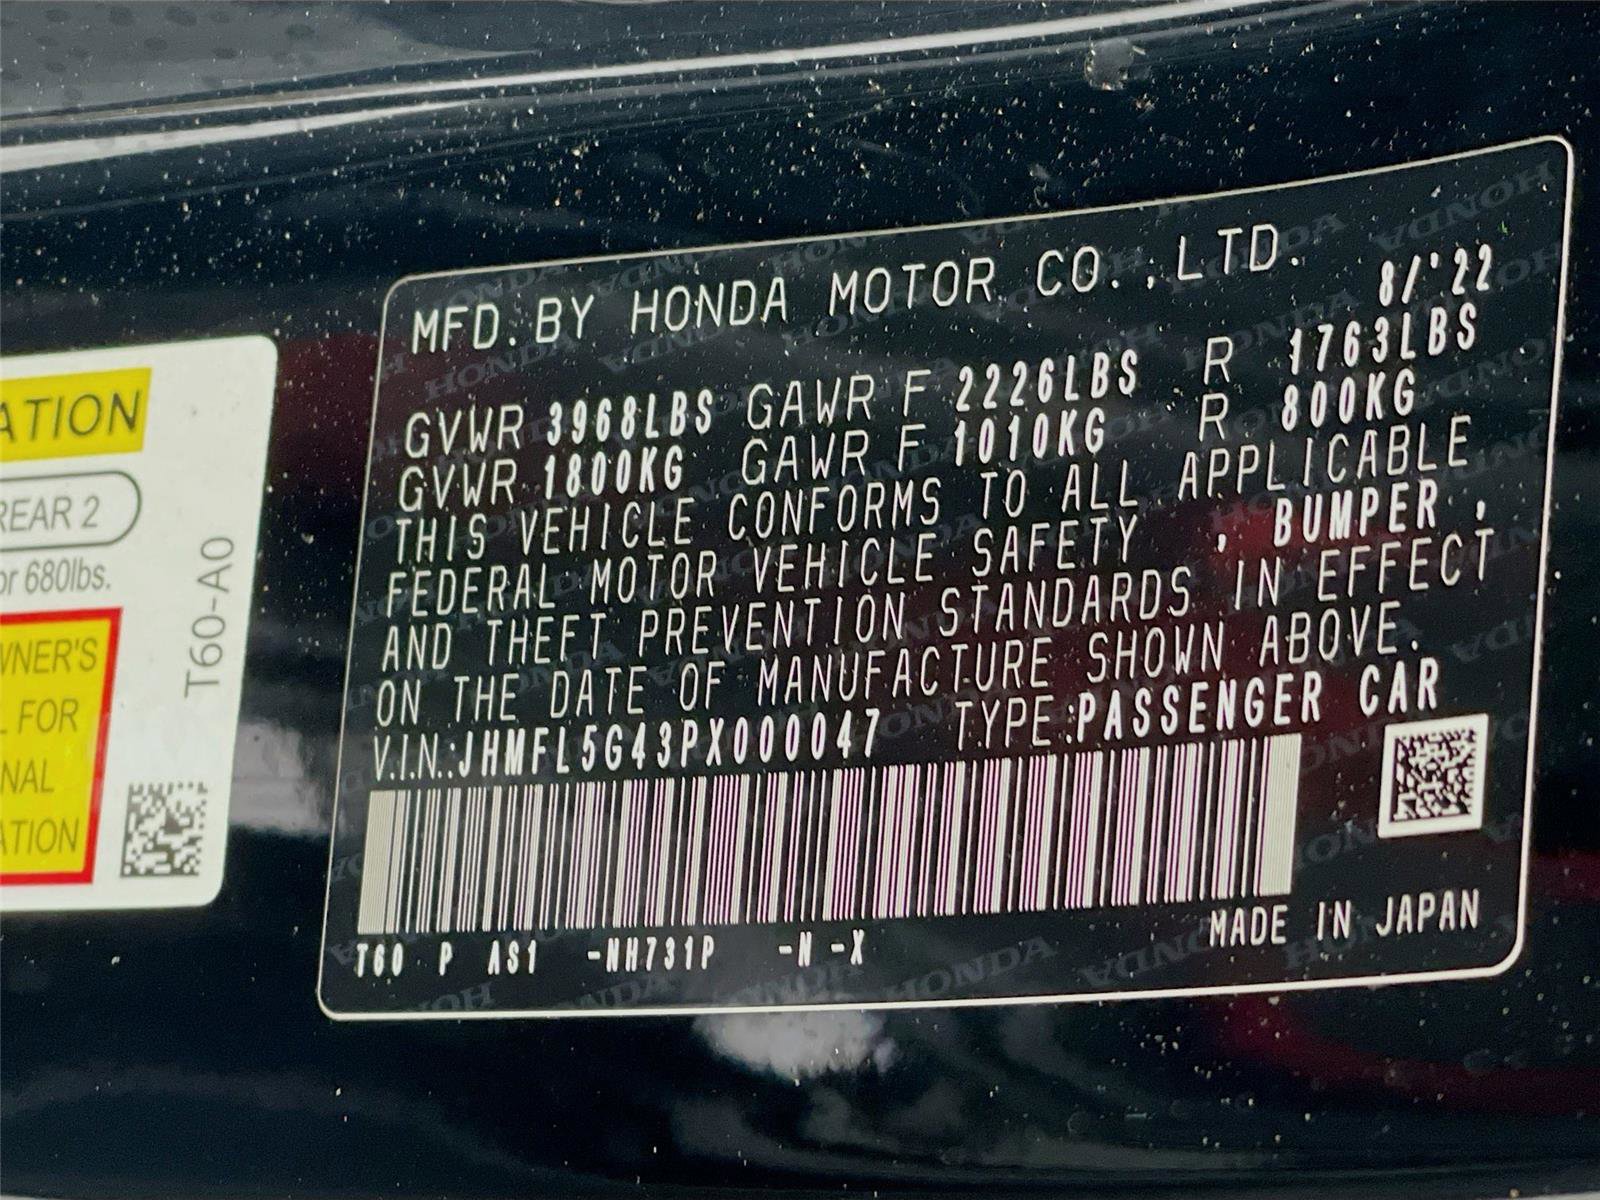 ATION
REAR 2
or 680lbs.
WNER'S
L FOR
NAL
ATION
T60-A0
MFD. BY HONDA MOTOR CO.,LTD.
8/'22
GVWR 3968LBS GAWR F 2226LBS R 1763LBS
GVWR 1800KG GAWR F 1010KG R 800KG
THIS VEHICLE CONFORMS TO ALL APPLICABLE
FEDERAL MOTOR VEHICLE SAFETY , BUMPER ,
AND THEFT PREVENTION STANDARDS IN EFFECT
ON THE DATE OF MANUFACTURE SHOWN ABOVE.
V.I.N.:JHMFL5G43PX000047 TYPE:PASSENGER CAR
T60 P AS1 -NH731P -N -X
MADE IN JAPAN